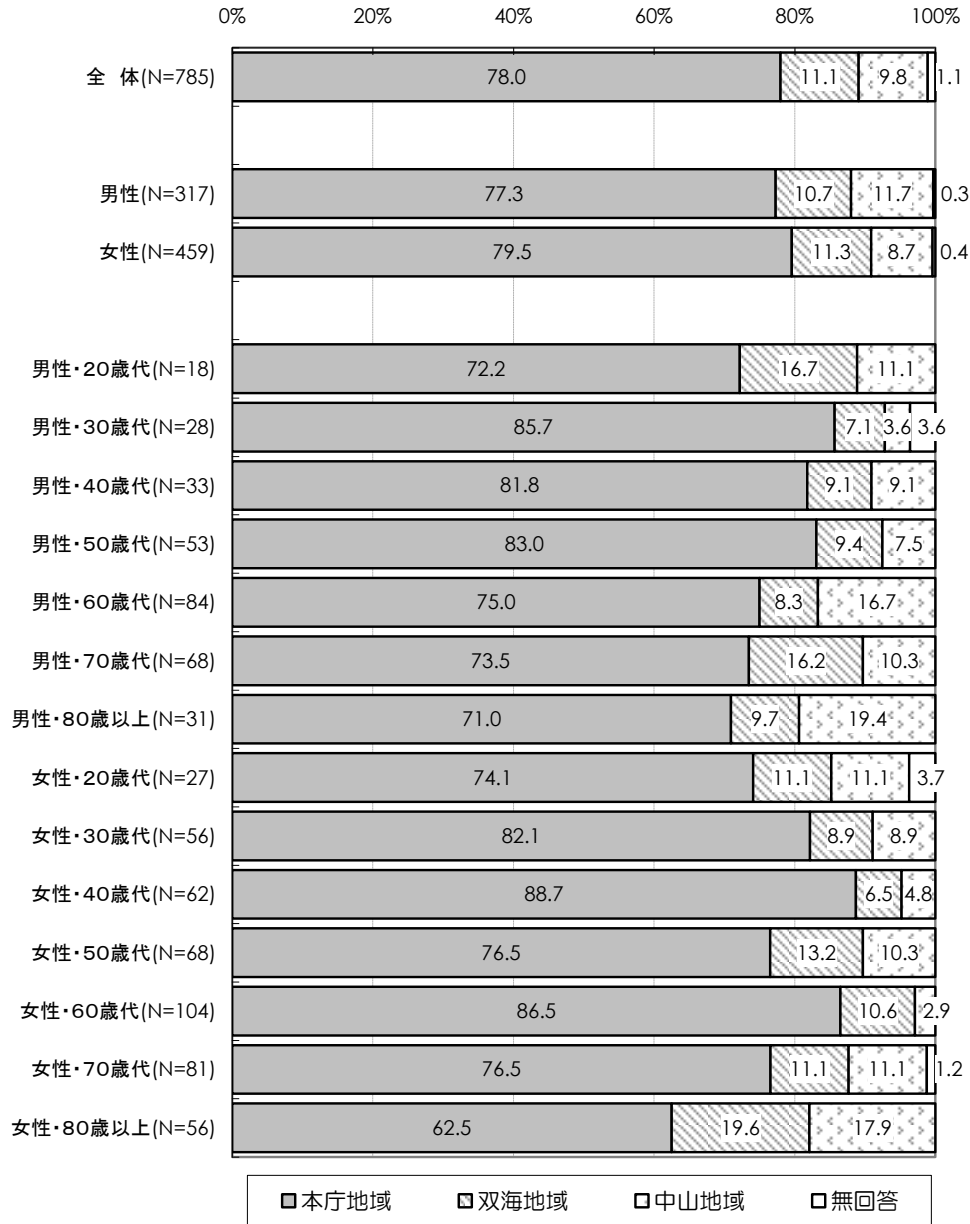 0% 20% 40% 60% 80% 100%
全 体(N=785) 78.0 11.1 9.8 1.1
男性(N=317) 77.3 10.7 11.7 0.3
女性(N=459) 79.5 11.3 8.7 0.4
男性・20歳代(N=18) 72.2 16.7 11.1
男性・30歳代(N=28) 85.7 7.1 3.6 3.6
男性・40歳代(N=33) 81.8 9.1 9.1
男性・50歳代(N=53) 83.0 9.4 7.5
男性・60歳代(N=84) 75.0 8.3 16.7
男性・70歳代(N=68) 73.5 16.2 10.3
男性・80歳以上(N=31) 71.0 9.7 19.4
女性・20歳代(N=27) 74.1 11.1 11.1 3.7
女性・30歳代(N=56) 82.1 8.9 8.9
女性・40歳代(N=62) 88.7 6.5 4.8
女性・50歳代(N=68) 76.5 13.2 10.3
女性・60歳代(N=104) 86.5 10.6 2.9
女性・70歳代(N=81) 76.5 11.1 11.1 1.2
女性・80歳以上(N=56) 62.5 19.6 17.9
本庁地域 双海地域 中山地域 無回答